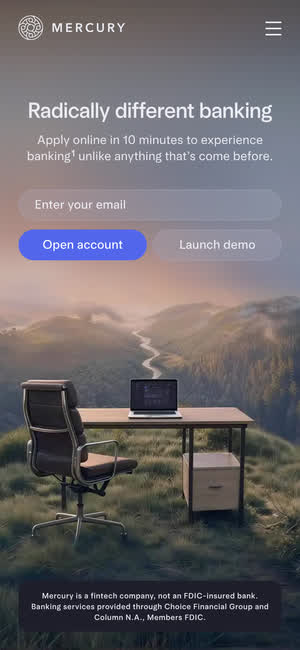 MERCURY
Radically different banking
Apply online in 10 minutes to experience
banking¹ unlike anything that's come before.
Enter your email
Open account
Launch demo
Mercury is a fintech company, not an FDIC-insured bank.
Banking services provided through Choice Financial Group and
Column N.A., Members FDIC.